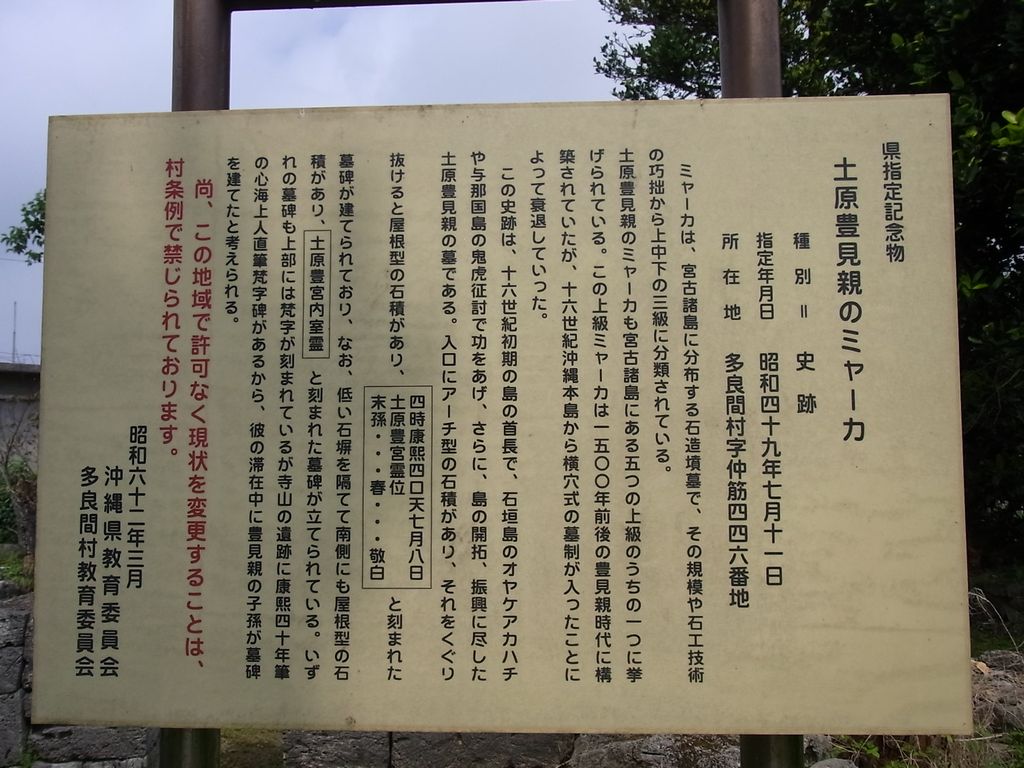 県指定記念物
土原豊見親のミャーカ
種別＝史跡
指定年月日　昭和四十九年七月十一日
所在地　多良間村字仲筋四四六番地
ミャーカは、宮古諸島に分布する石造墳墓で、その規模や石工技術
の巧拙から上中下の三級に分類されている。
土原豊見親のミャーカも宮古諸島にある五つの上級のうちの一つに挙
げられている。この上級ミャーカは一五〇〇年前後の豊見親時代に構
築されていたが、十六世紀沖縄本島から横穴式の墓制が入ったことに
よって衰退していった。
この史跡は、十六世紀初期の島の首長で、石垣島のオヤケアカハチ
や与那国島の鬼虎征討で功をあげ、さらに、島の開拓、振興に尽した
土原豊見親の墓である。入口にアーチ型の石積があり、それをくぐり
抜けると屋根型の石積があり、
四時康熙四口天七月八日
土原豊宮霊位
末孫・・・春・・・敬白
と刻まれた
墓碑が建てられており、なお、低い石塀を隔てて南側にも屋根型の石
積があり、土原豊宮内室霊と刻まれた墓碑が立てられている。いず
れの墓碑も上部には梵字が刻まれているが寺山の遺跡に康熙四十年筆
の心海上人直筆梵字碑があるから、彼の滞在中に豊見親の子孫が墓碑
を建てたと考えられる。
尚、この地域で許可なく現状を変更することは、
村条例で禁じられております。
昭和六十二年三月
沖縄県教育委員会
多良間村教育委員会